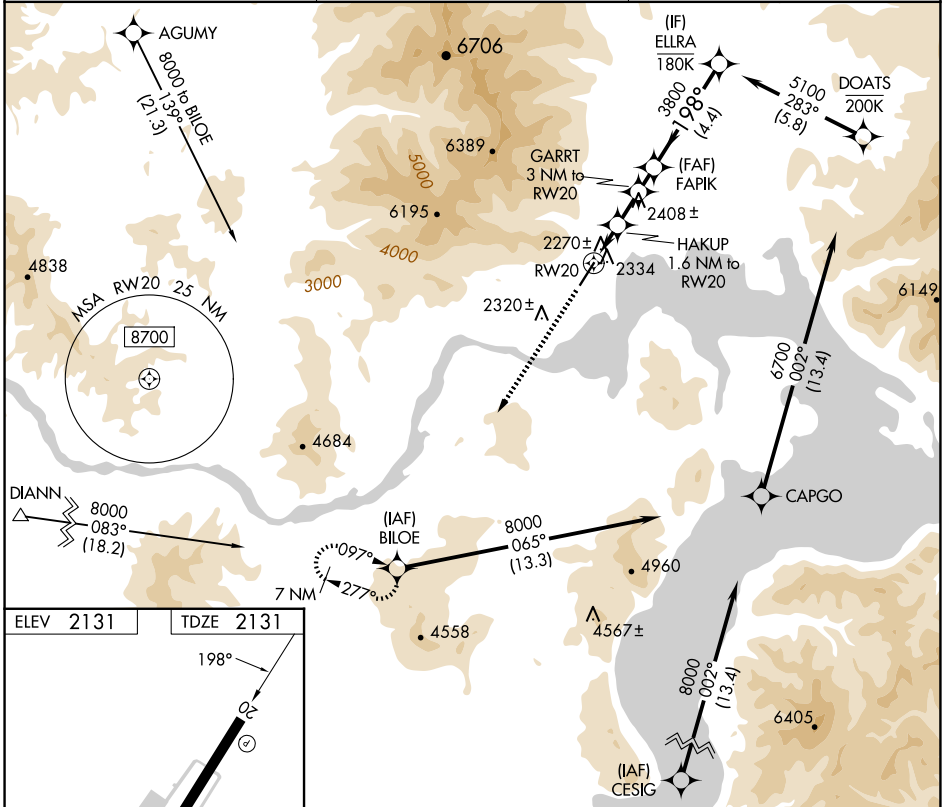 AGUMY
8000 to BILOE
139°
(21.3)
6706
(IF)
ELLRA
180K
DOATS
200K
5100
283°
(5.8)
3800
198°
(4.4)
6389
5000
GARRT
3 NM to
RW20
(FAF)
FAPIK
6195
2408±
4000
2270±
HAKUP
1.6 NM to
RW20
RW20
2334
4838
3000
2320±
6149
MSA RW20 25 NM
8700
6700
002°
(13.4)
4684
CAPGO
DIANN
8000
083°
(18.2)
(IAF)
BILOE
8000
065°
(13.3)
097°
277°
7 NM
4960
4558
4567±
ELEV 2131
TDZE 2131
198°
20
P
8000
002°
(13.4)
6405
(IAF)
CESIG